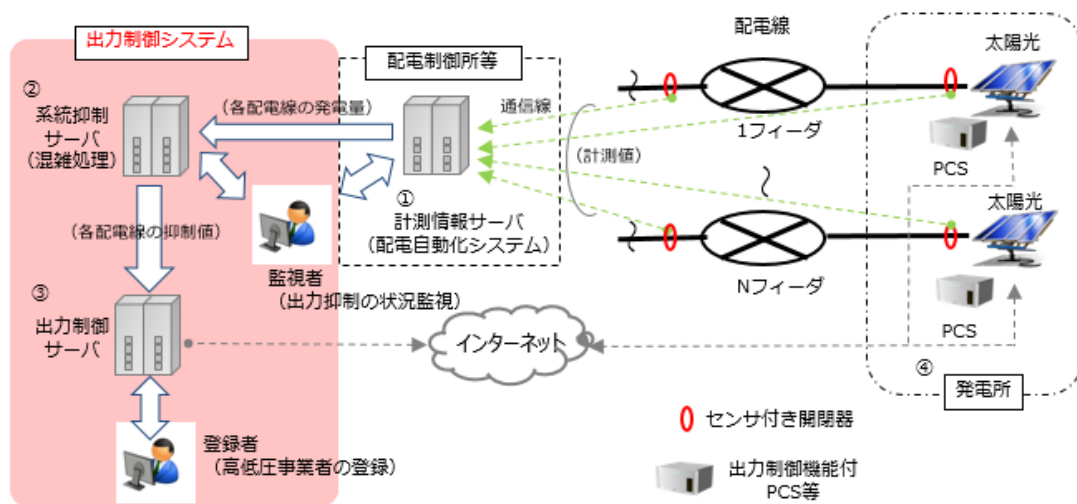 出力制御システム
②
系統抑制
サーバ
(混雑処理)
(各配電線の発電量)
(各配電線の抑制値)
監視者
(出力抑制の状況監視)
③
出力制御
サーバ
登録者
(高低圧事業者の登録)
配電制御所等
①
計測情報サーバ
(配電自動化システム)
通信線
(計測値)
配電線
1フィーダ
Nフィーダ
インターネット
太陽光
PCS
太陽光
PCS
④
発電所
センサ付き開閉器
出力制御機能付
PCS等